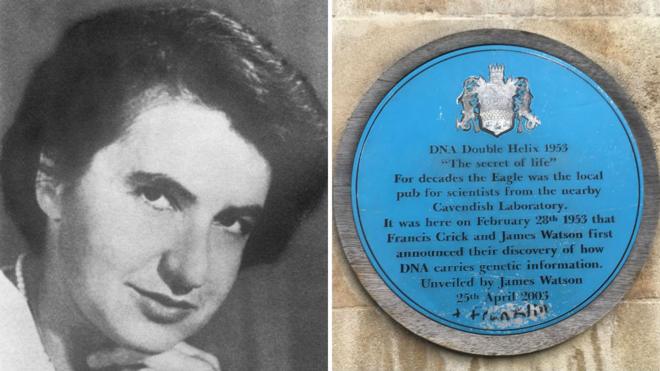 DNA Double Helix 1953
"The secret of life"
For decades the Eagle was the local
pub for scientists from the nearby
Cavendish Laboratory.
It was here on February 28th 1953 that
Francis Crick and James Watson first
announced their discovery of how
DNA carries genetic information.
Unveiled by James Watson
25th April 2003
+ Franklin